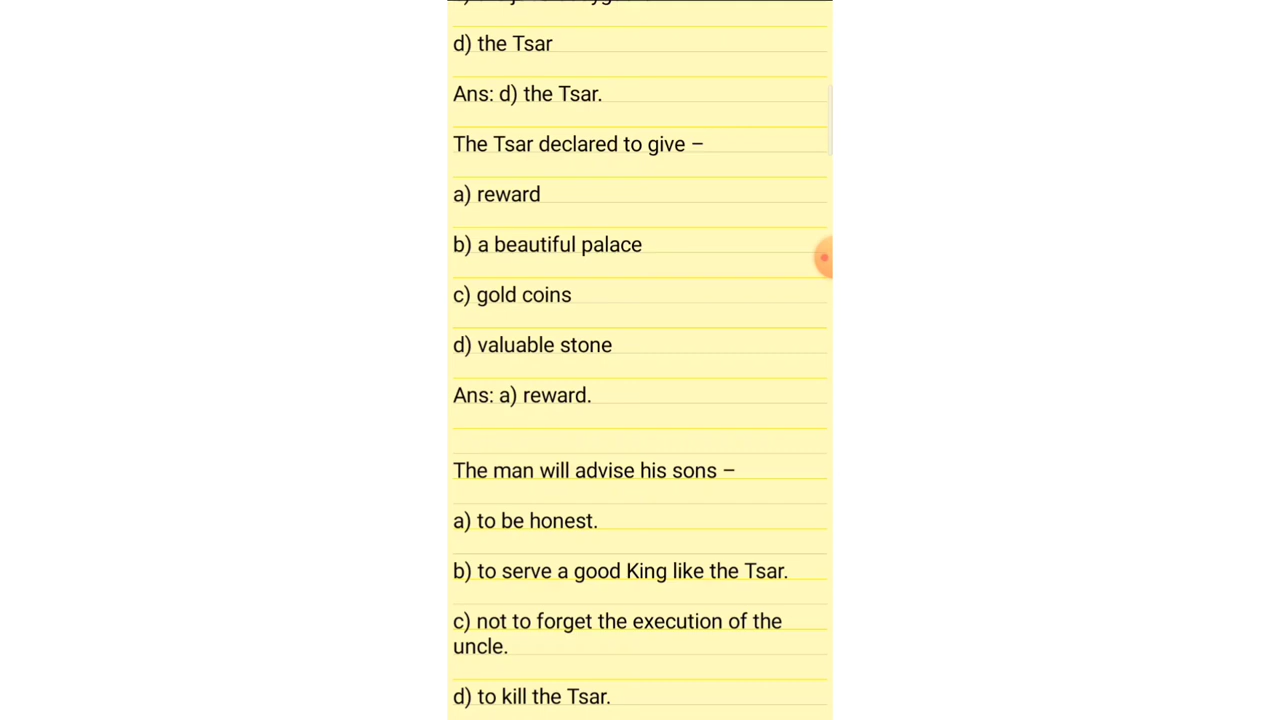 d) the Tsar
Ans: d) the Tsar.
The Tsar declared to give –
a) reward
b) a beautiful palace
c) gold coins
d) valuable stone
Ans: a) reward.
The man will advise his sons –
a) to be honest.
b) to serve a good King like the Tsar.
c) not to forget the execution of the
uncle.
d) to kill the Tsar.